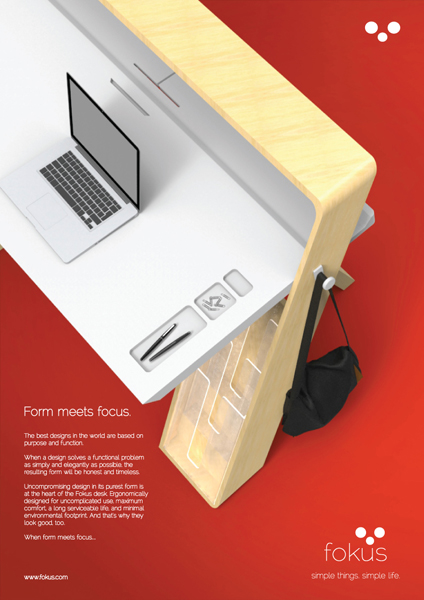 Form meets focus.
The best designs in the world are based on
purpose and function.
When a design solves a functional problem
as simply and elegantly as possible, the
resulting form will be honest and timeless.
Uncompromising design in its purest form is
at the heart of the Fokus desk. Ergonomically
designed for uncomplicated use, maximum
comfort, a long serviceable life, and minimal
environmental footprint. And that's why they
look good, too.
When form meets focus...
www.fokus.com
fokus
simple things. simple life.